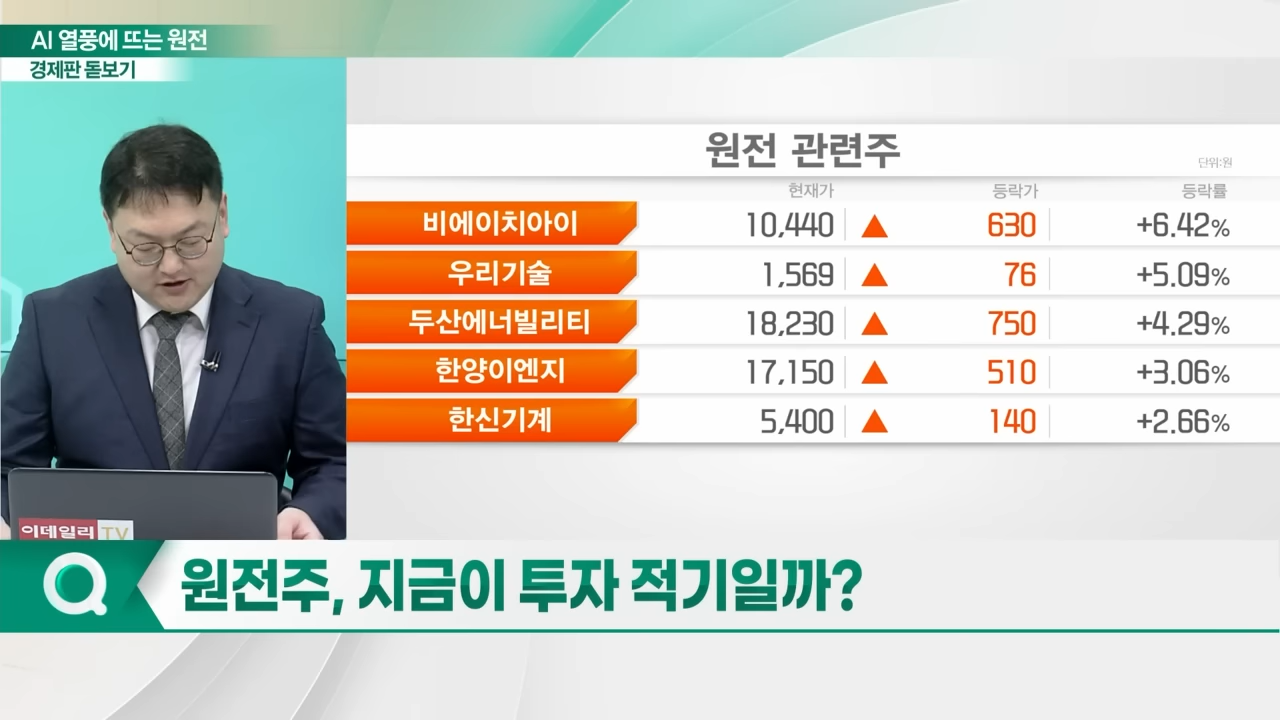 AI 열풍에 뜨는 원전
경제판 돋보기
원전 관련주
단위:원
현재가 등락가 등락률
비에이치아이 10,440 ▲ 630 +6.42%
우리기술 1,569 ▲ 76 +5.09%
두산에너빌리티 18,230 ▲ 750 +4.29%
한양이엔지 17,150 ▲ 510 +3.06%
한신기계 5,400 ▲ 140 +2.66%
이데일리 TV
원전주, 지금이 투자 적기일까?